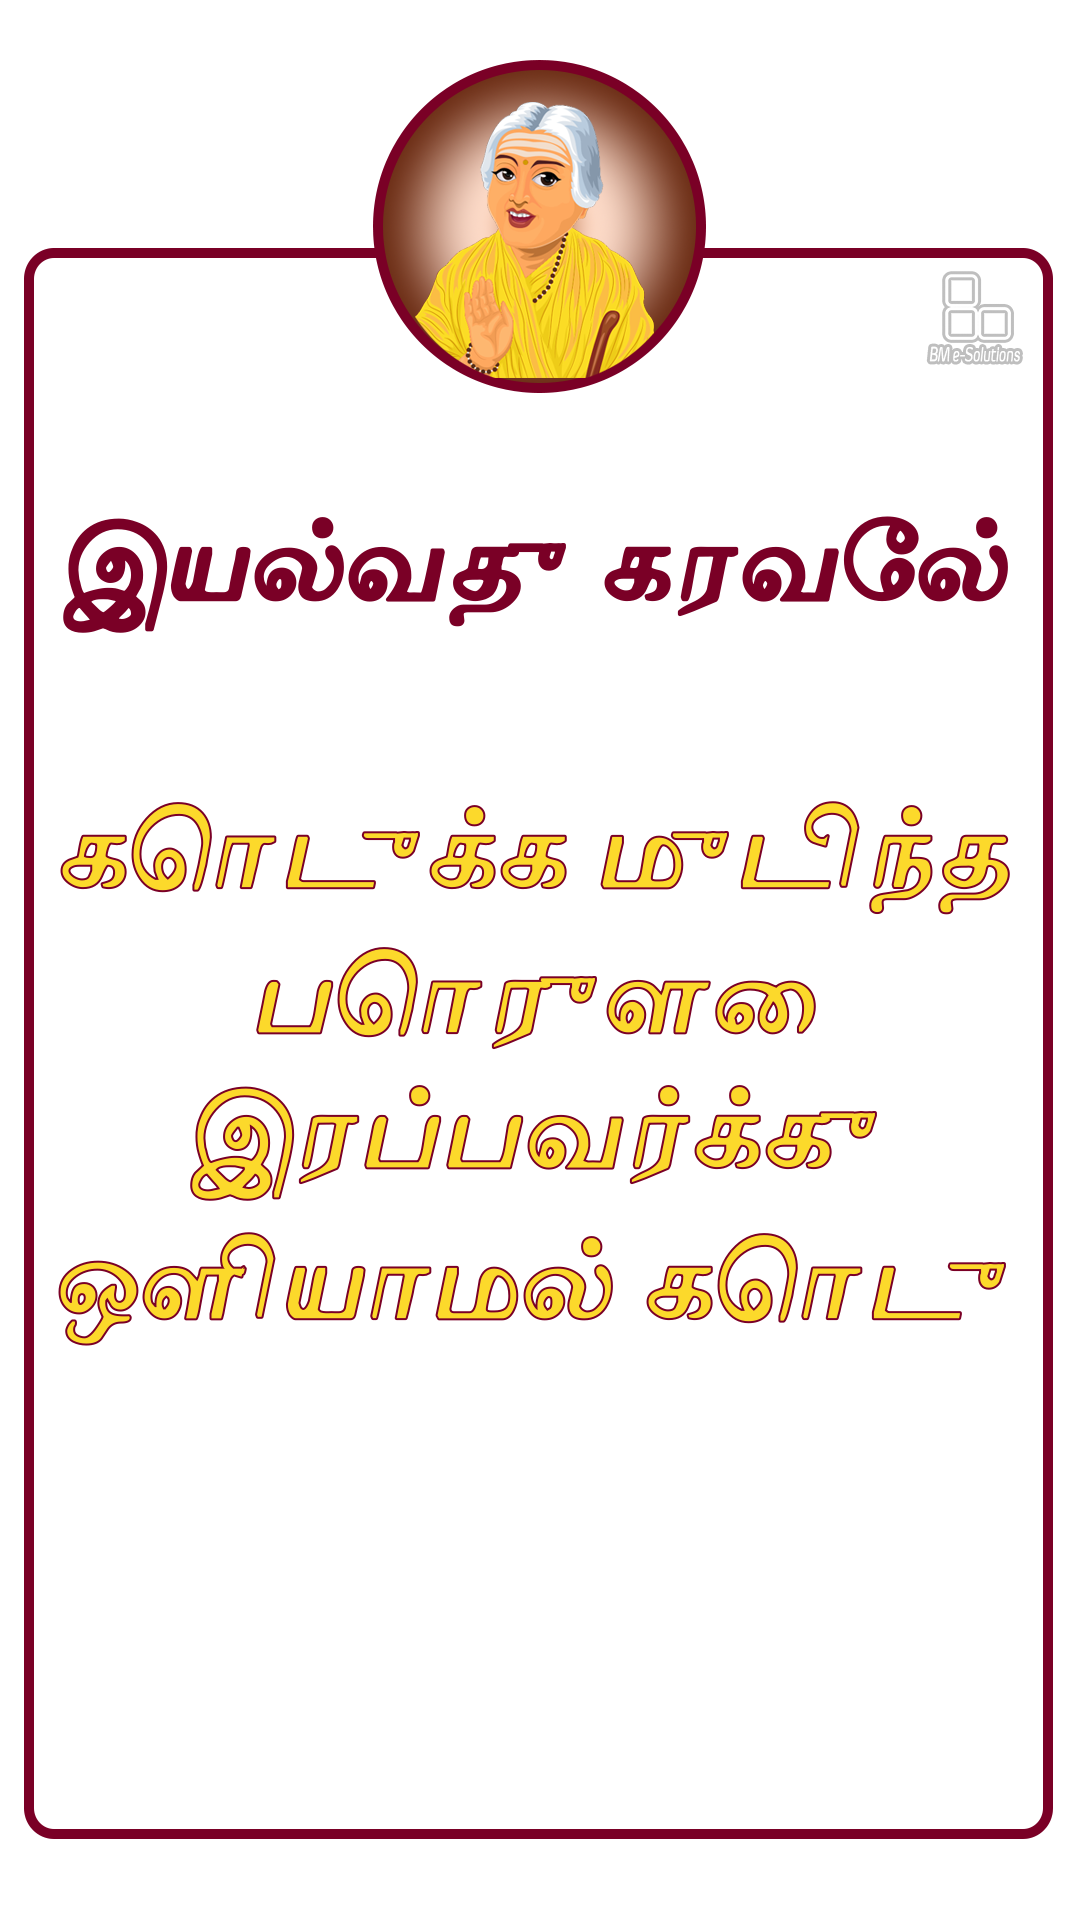 BM e-Solutions
இயல்வது கரவேல்
கொடுக்க முடிந்த
பொருளை
இரப்பவர்க்கு
ஒளியாமல் கொடு